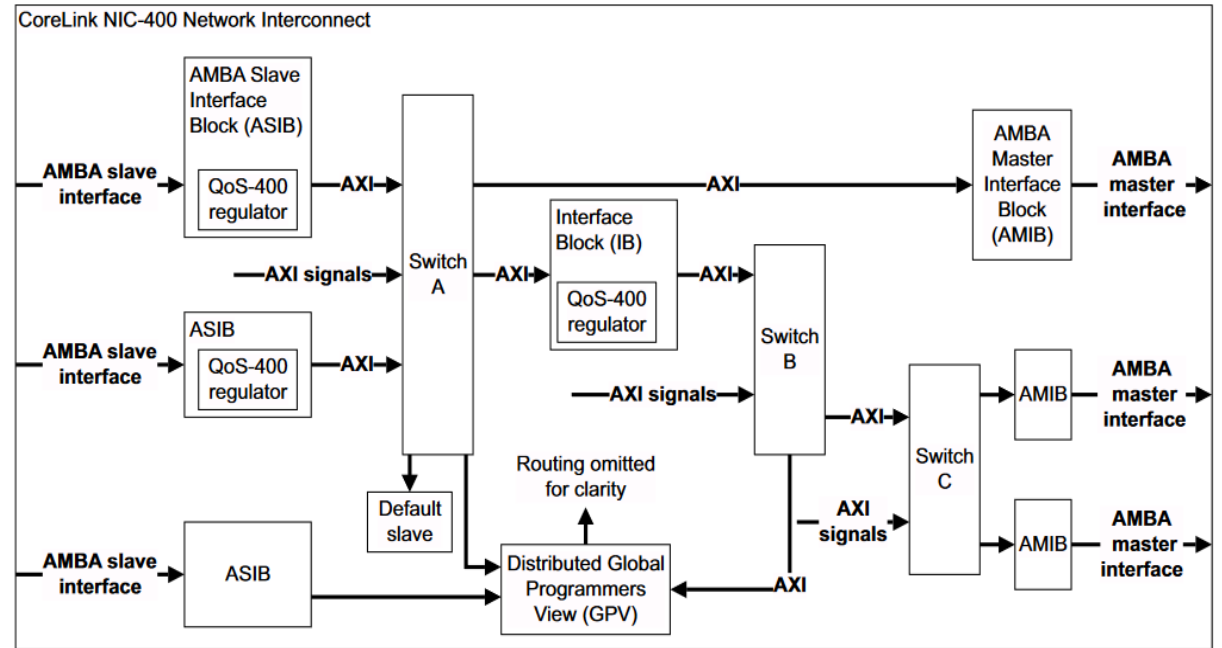 CoreLink NIC-400 Network Interconnect
AMBA Slave
Interface
Block (ASIB)
QoS-400
regulator
AMBA slave
interface
AXI
AXI
AMBA
Master
Interface
Block
(AMIB)
AMBA
master
interface
Interface
Block (IB)
QoS-400
regulator
Switch
A
AXI signals
AXI
AXI
ASIB
QoS-400
regulator
AMBA slave
interface
AXI
Switch
B
AXI signals
AXI
AMIB
AMBA
master
interface
Switch
C
Routing omitted
for clarity
Default
slave
AXI
signals
AMIB
AMBA
master
interface
AMBA slave
interface
ASIB
Distributed Global
Programmers
View (GPV)
AXI